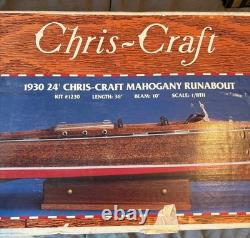 Chris~Craft
1930 24' CHRIS-CRAFT MAHOGANY RUNABOUT
KIT #1230 LENGTH: 36" BEAM: 10" SCALE: 1/8TH